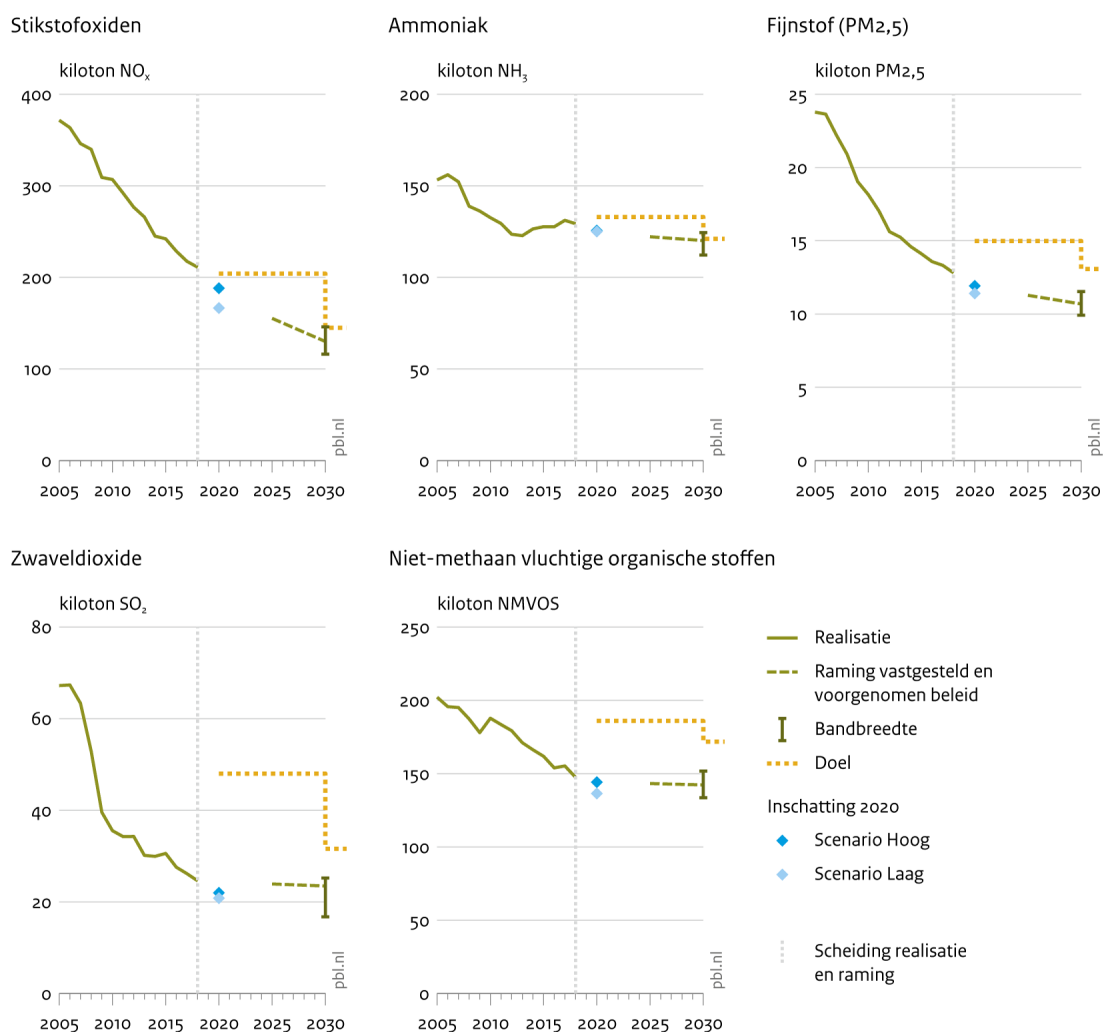 Stikstofoxiden
kiloton NOₓ
400
300
200
100
0
2005 2010 2015 2020 2025 2030
pbl.nl
Ammoniak
kiloton NH₃
200
150
100
50
0
2005 2010 2015 2020 2025 2030
pbl.nl
Fijnstof (PM2,5)
kiloton PM2,5
25
20
15
10
5
0
2005 2010 2015 2020 2025 2030
pbl.nl
Zwaveldioxide
kiloton SO₂
80
60
40
20
0
2005 2010 2015 2020 2025 2030
pbl.nl
Niet-methaan vluchtige organische stoffen
kiloton NMVOS
250
200
150
100
50
0
2005 2010 2015 2020 2025 2030
pbl.nl
Realisatie
Raming vastgesteld en
voorgenomen beleid
Bandbreedte
Doel
Inschatting 2020
Scenario Hoog
Scenario Laag
Scheiding realisatie
en raming